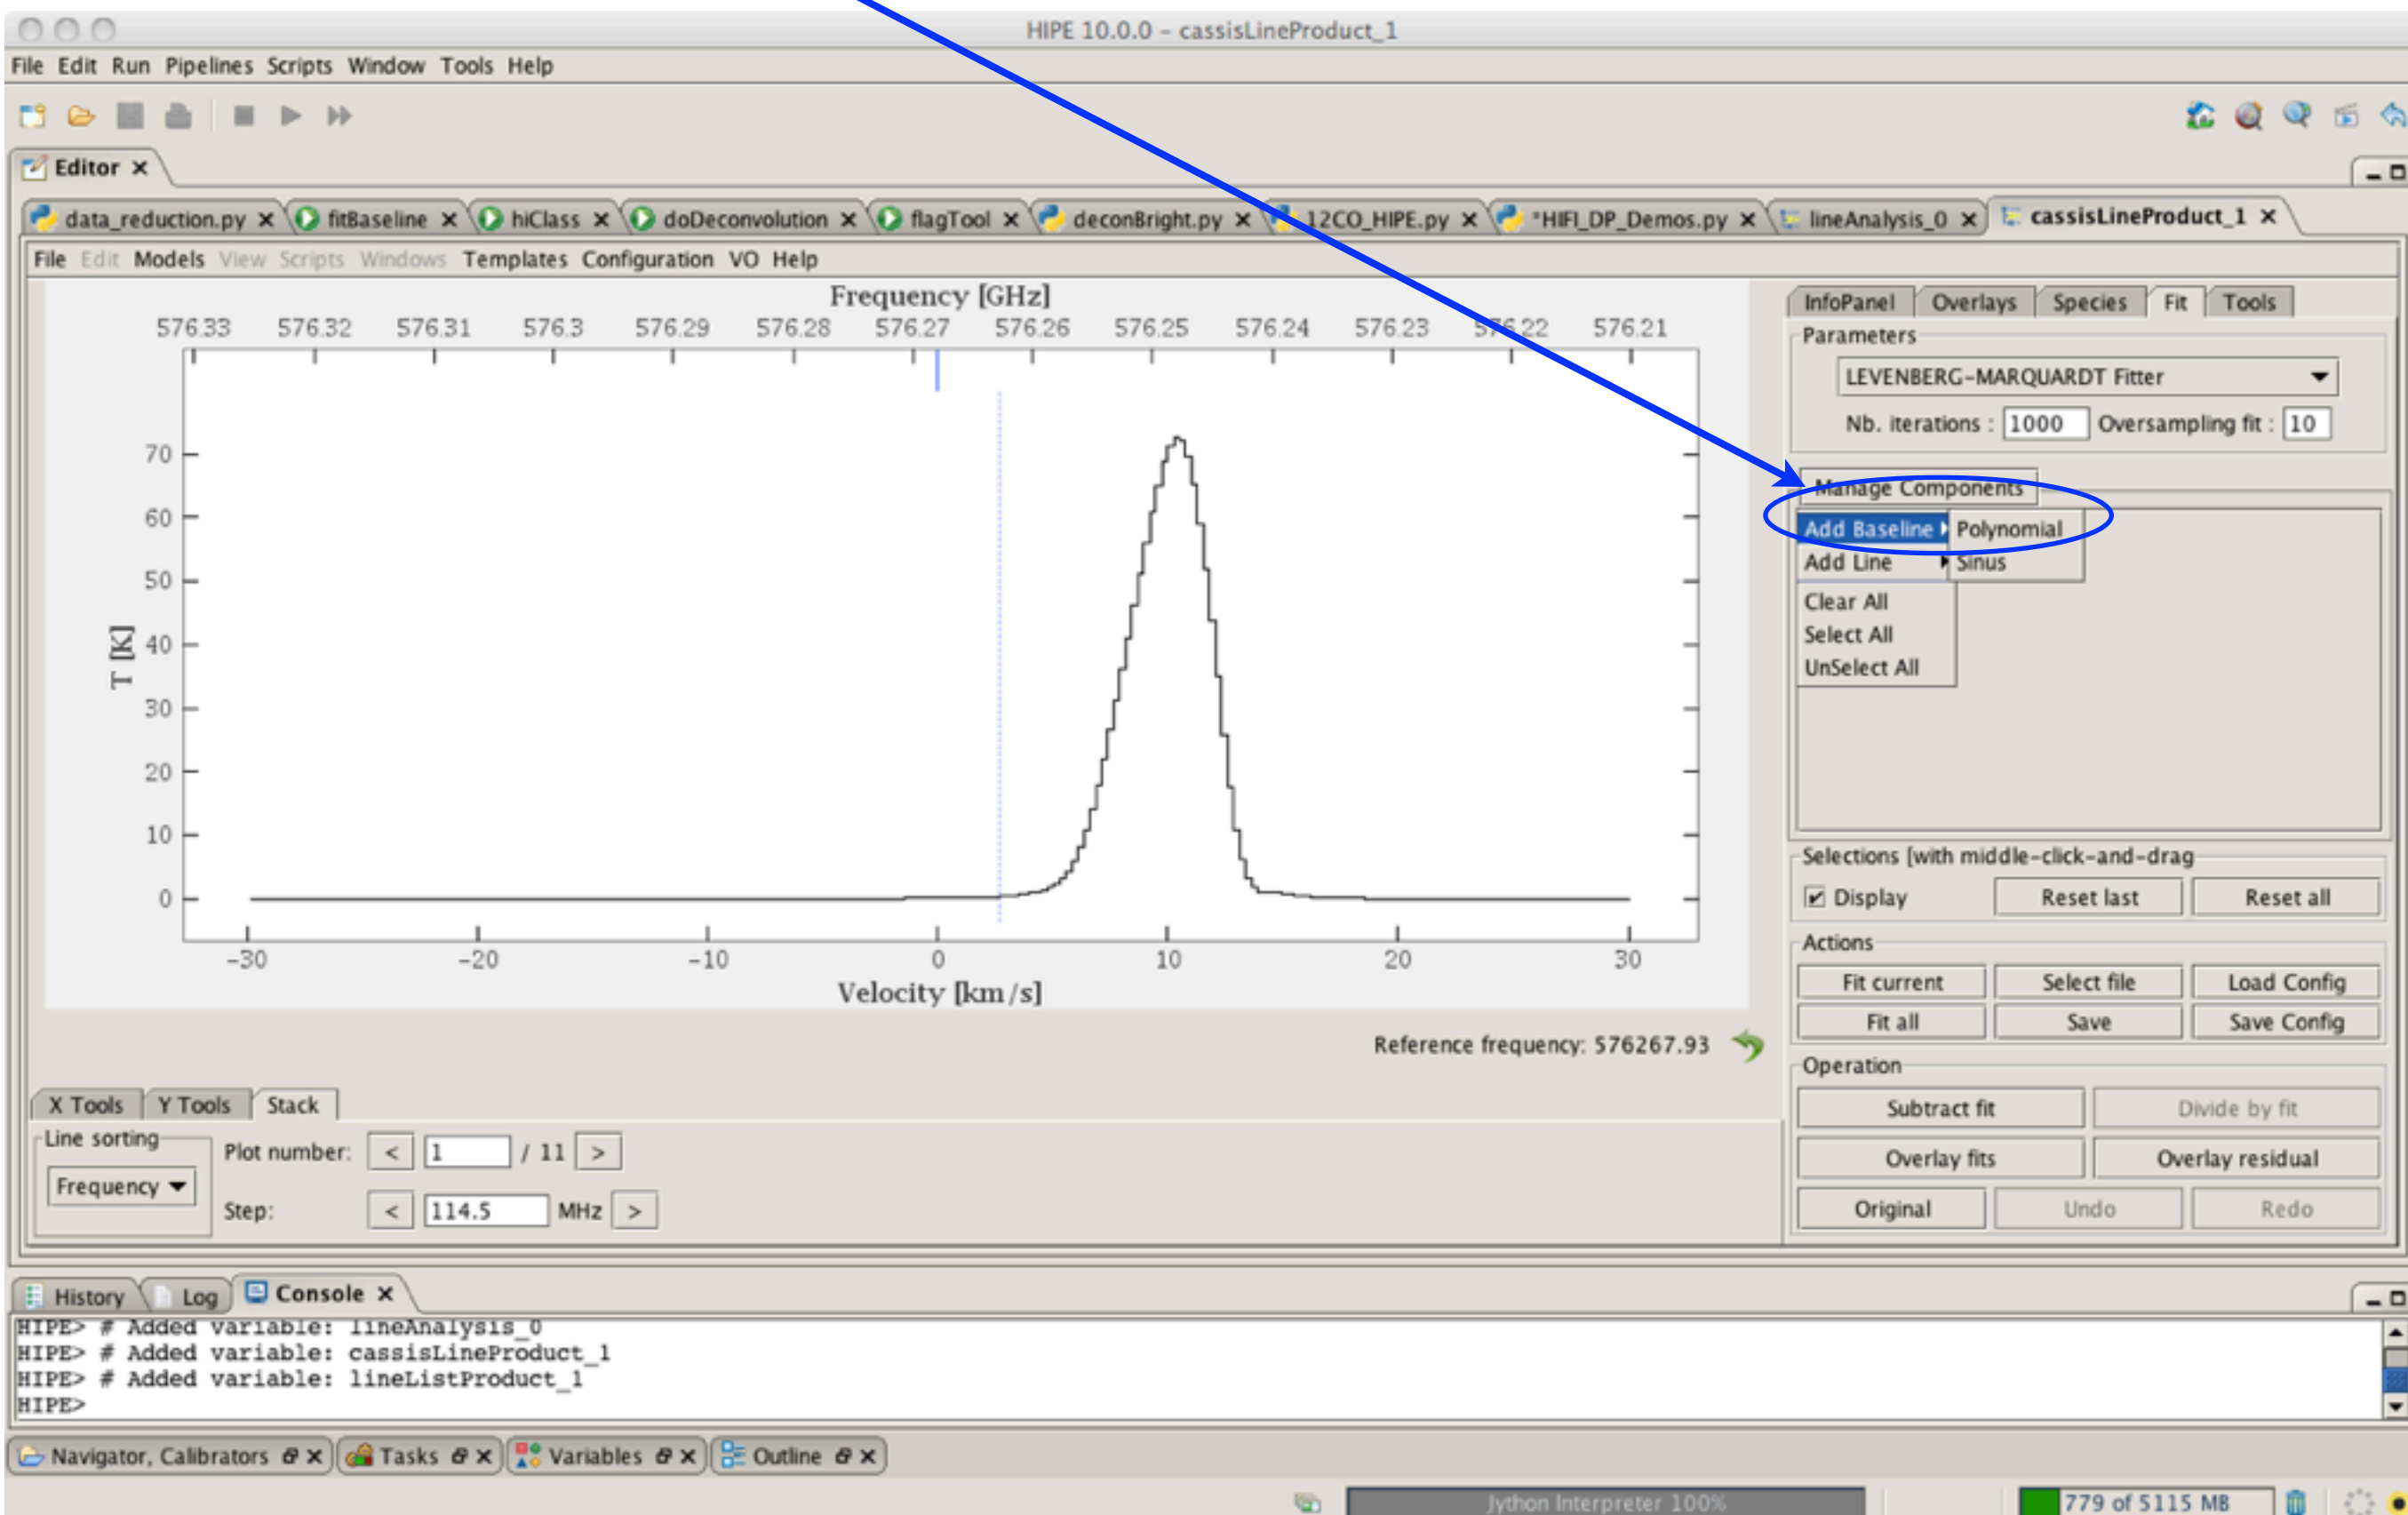 HIPE 10.0.0 – cassisLineProduct_1
File Edit Run Pipelines Scripts Window Tools Help
Editor
data_reduction.py fitBaseline hiClass doDeconvolution flagTool deconBright.py 12CO_HIPE.py *HIFI_DP_Demos.py lineAnalysis_0 cassisLineProduct_1
File Edit Models View Scripts Windows Templates Configuration VO Help
Frequency [GHz]
576.33 576.32 576.31 576.3 576.29 576.28 576.27 576.26 576.25 576.24 576.23 576.22 576.21
70
60
50
40
30
20
10
0
T [K]
-30 -20 -10 0 10 20 30
Velocity [km/s]
Reference frequency: 576267.93
InfoPanel Overlays Species Fit Tools
Parameters
LEVENBERG-MARQUARDT Fitter
Nb. iterations : 1000 Oversampling fit : 10
Manage Components
Add Baseline Polynomial
Add Line Sinus
Clear All
Select All
UnSelect All
Selections [with middle-click-and-drag
Display Reset last Reset all
Actions
Fit current Select file Load Config
Fit all Save Save Config
Operation
Subtract fit Divide by fit
Overlay fits Overlay residual
Original Undo Redo
X Tools Y Tools Stack
Line sorting
Frequency
Plot number: < 1 / 11 >
Step: < 114.5 MHz >
History Log Console
HIPE> # Added variable: lineAnalysis_0
HIPE> # Added variable: cassisLineProduct_1
HIPE> # Added variable: lineListProduct_1
HIPE>
Navigator, Calibrators Tasks Variables Outline
Jython Interpreter 100%
779 of 5115 MB